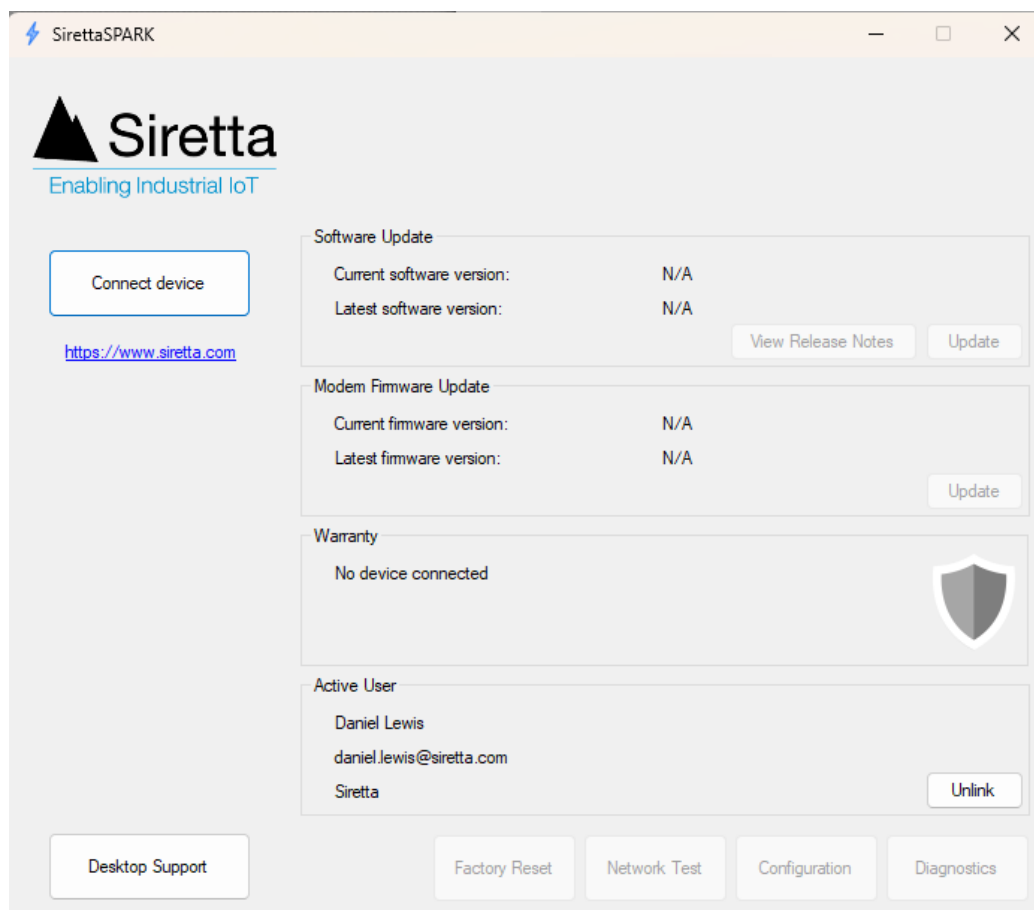 SirettaSPARK
Siretta
Enabling Industrial IoT
Connect device
https://www.siretta.com
Software Update
Current software version: N/A
Latest software version: N/A
View Release Notes Update
Modem Firmware Update
Current firmware version: N/A
Latest firmware version: N/A
Update
Warranty
No device connected
Active User
Daniel Lewis
daniel.lewis@siretta.com
Siretta Unlink
Desktop Support Factory Reset Network Test Configuration Diagnostics